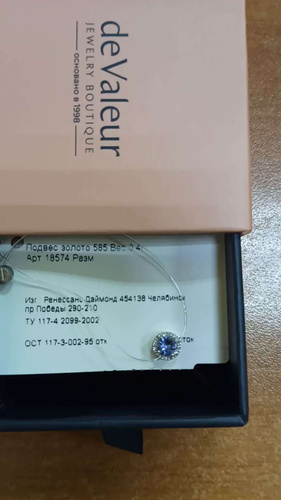 deValeur
JEWELRY BOUTIQUE
ОСНОВАНО В 1998
Подвес золото 585 Вес 0.4
Арт 18574 Разм
Изг Ренессанс Даймонд 454138 Челябинск
пр Победы 290-210
ТУ 117-4 2099-2002
ОСТ 117-3-002-95 отк